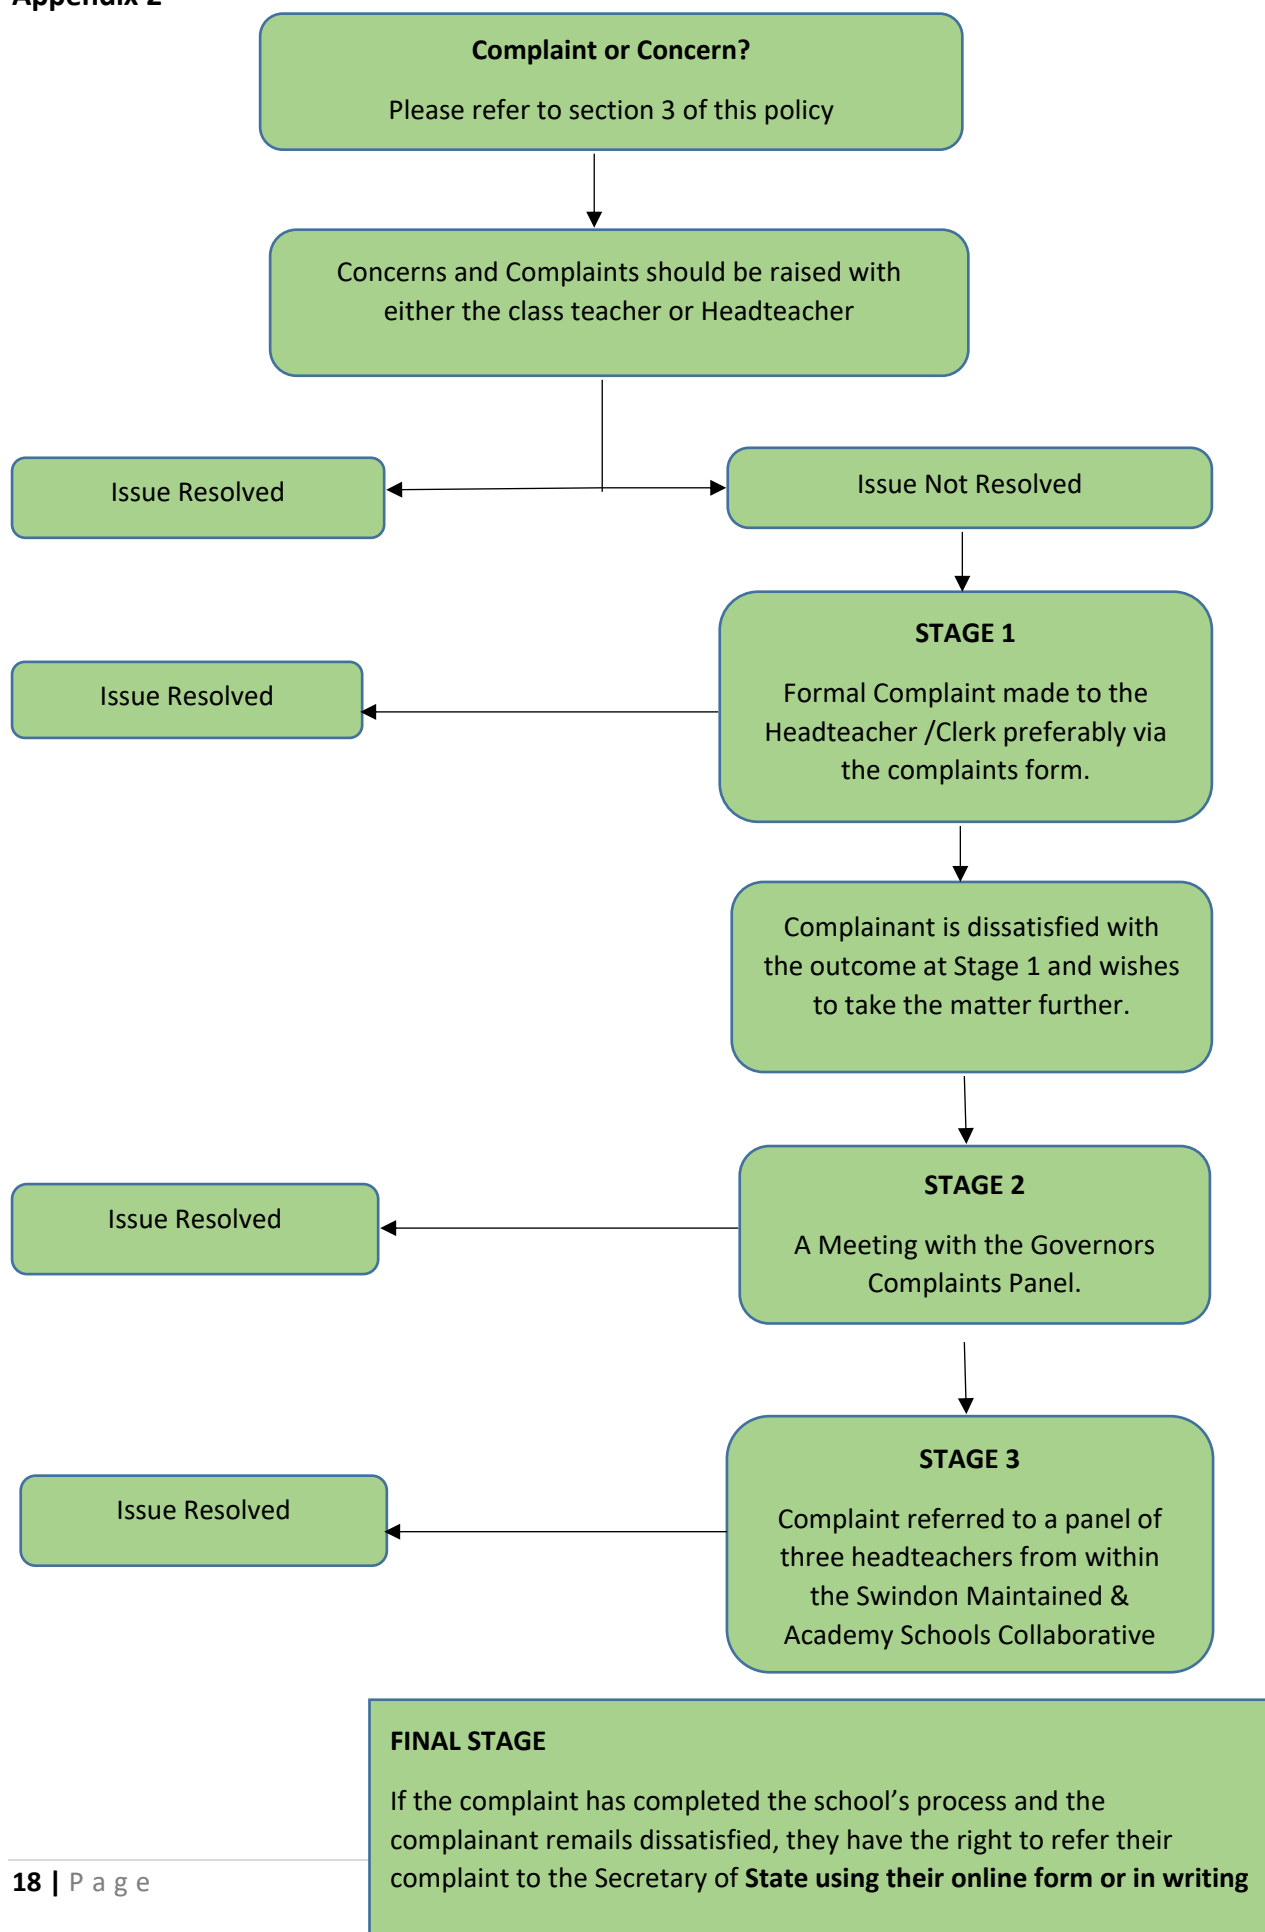 Appendix 2
Complaint or Concern?
Please refer to section 3 of this policy
Concerns and Complaints should be raised with
either the class teacher or Headteacher
Issue Resolved
Issue Not Resolved
STAGE 1
Formal Complaint made to the
Headteacher /Clerk preferably via
the complaints form.
Issue Resolved
Complainant is dissatisfied with
the outcome at Stage 1 and wishes
to take the matter further.
STAGE 2
A Meeting with the Governors
Complaints Panel.
Issue Resolved
STAGE 3
Complaint referred to a panel of
three headteachers from within
the Swindon Maintained &
Academy Schools Collaborative
Issue Resolved
FINAL STAGE
If the complaint has completed the school’s process and the
complainant remails dissatisfied, they have the right to refer their
complaint to the Secretary of State using their online form or in writing
18 | P a g e